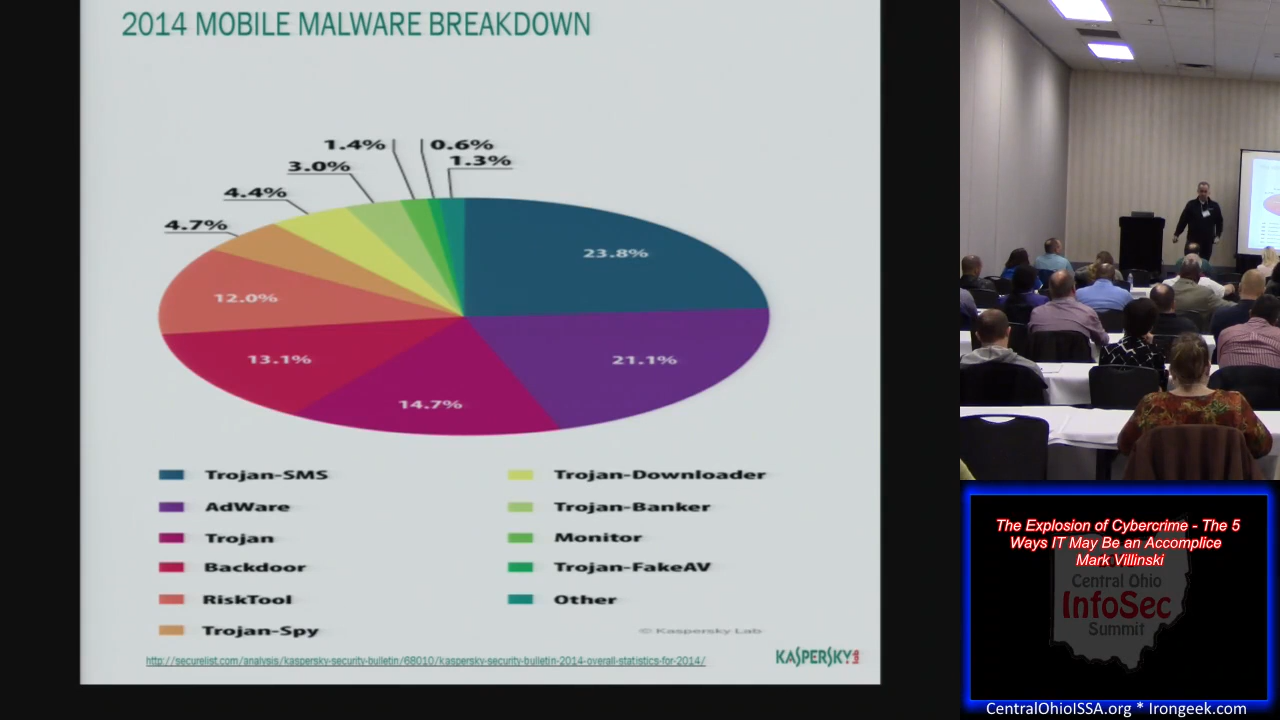 2014 MOBILE MALWARE BREAKDOWN
1.4%
0.6%
3.0%
1.3%
4.4%
4.7%
23.8%
12.0%
13.1%
21.1%
14.7%
Trojan-SMS
AdWare
Trojan
Backdoor
RiskTool
Trojan-Spy
Trojan-Downloader
Trojan-Banker
Monitor
Trojan-FakeAV
Other
© Kaspersky Lab
http://securelist.com/analysis/kaspersky-security-bulletin/68010/kaspersky-security-bulletin-2014-overall-statistics-for-2014/
KASPERSKY LAB
The Explosion of Cybercrime - The 5
Ways IT May Be an Accomplice
Mark Villinski
Central Ohio
InfoSec
Summit
CentralOhioISSA.org * Irongeek.com